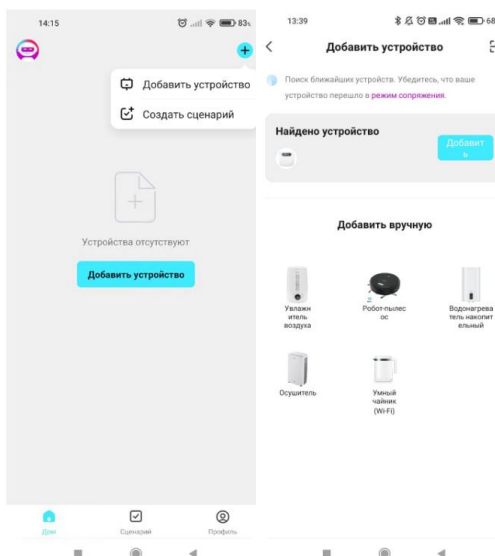 14:15
83
Добавить устройство
Создать сценарий
Устройства отсутствуют
Добавить устройство
Дом
Сценарий
Профиль
13:39
68
Добавить устройство
Поиск ближайших устройств. Убедитесь, что ваше
устройство перешло в режим сопряжения.
Найдено устройство
Добавит
ь
Добавить вручную
Увлажн
итель
воздуха
Робот-пылес
ос
Водонагрева
тель накопит
ельный
Осушитель
Умный
чайник
(Wi-Fi)